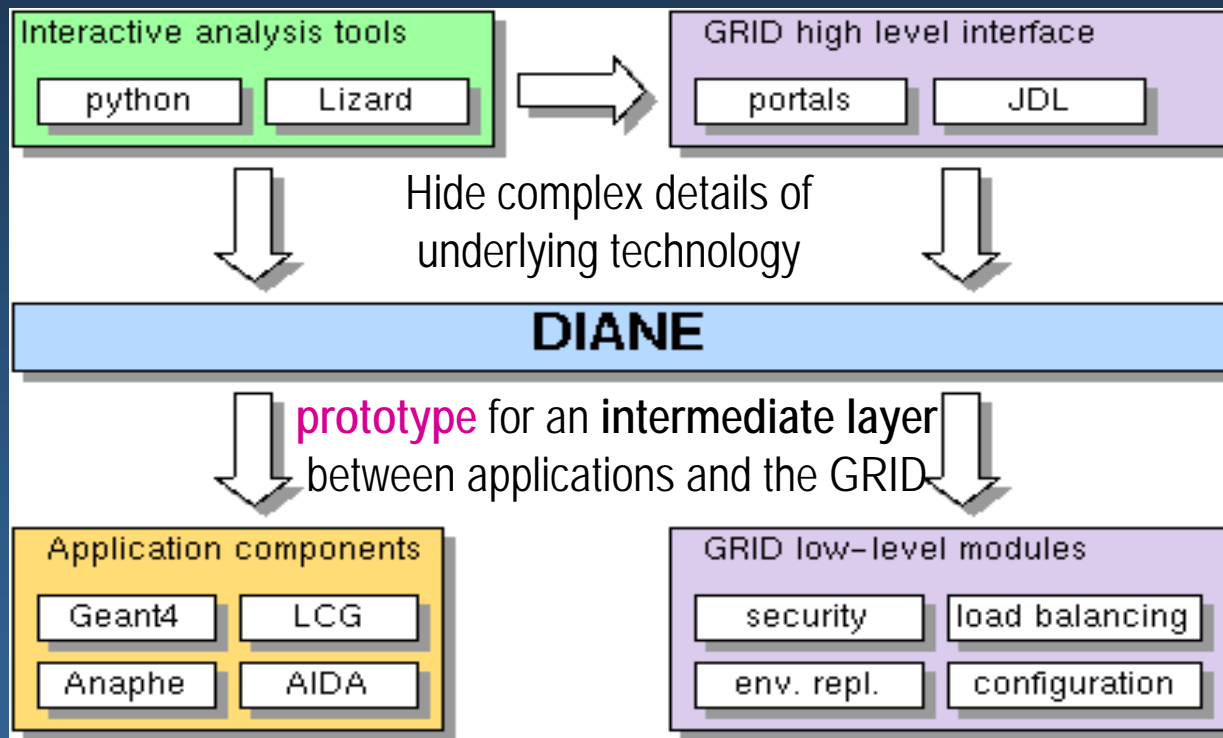 Interactive analysis tools
python
Lizard
GRID high level interface
portals
JDL
Hide complex details of
underlying technology
DIANE
prototype for an intermediate layer
between applications and the GRID
Application components
Geant4
LCG
Anaphe
AIDA
GRID low-level modules
security
load balancing
env. repl.
configuration